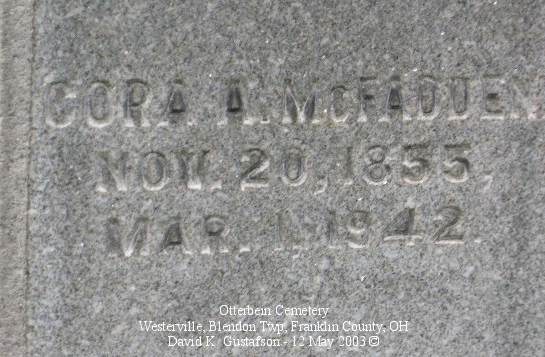 CORA A. McFADDEN
NOV. 20, 1855.
MAR. 1, 1942.
Otterbein Cemetery
Westerville, Blendon Twp, Franklin County, OH
David K. Gustafson - 12 May 2003 ©